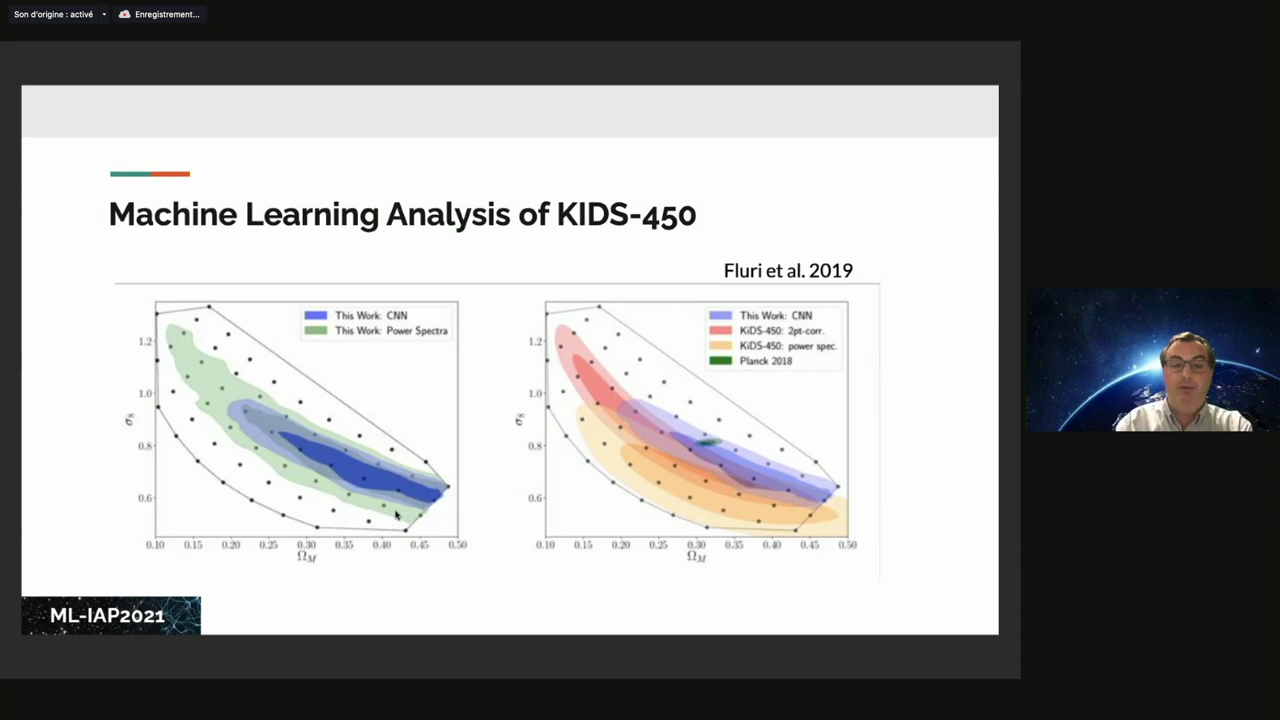 Son d'origine : activé
Enregistrement...
Machine Learning Analysis of KIDS-450
Fluri et al. 2019
This Work: CNN
This Work: Power Spectra
1.2
1.0
0.8
0.6
σ8
0.10 0.15 0.20 0.25 0.30 0.35 0.40 0.45 0.50
ΩM
This Work: CNN
KiDS-450: 2pt-corr.
KiDS-450: power spec.
Planck 2018
1.2
1.0
0.8
0.6
σ8
0.10 0.15 0.20 0.25 0.30 0.35 0.40 0.45 0.50
ΩM
ML-IAP2021